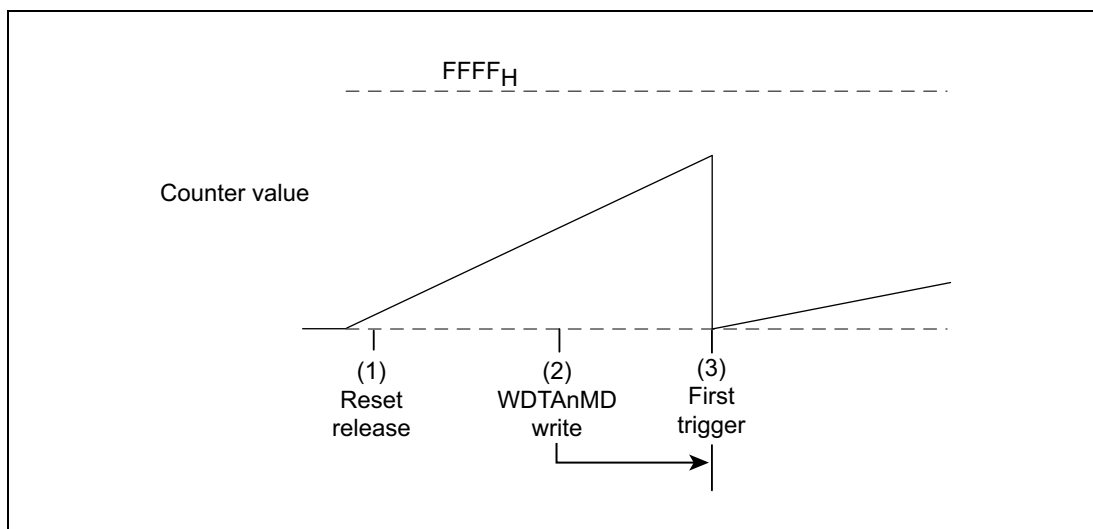 FFFFH
Counter value
(1)
Reset
release
(2)
WDTAnMD
write
(3)
First
trigger